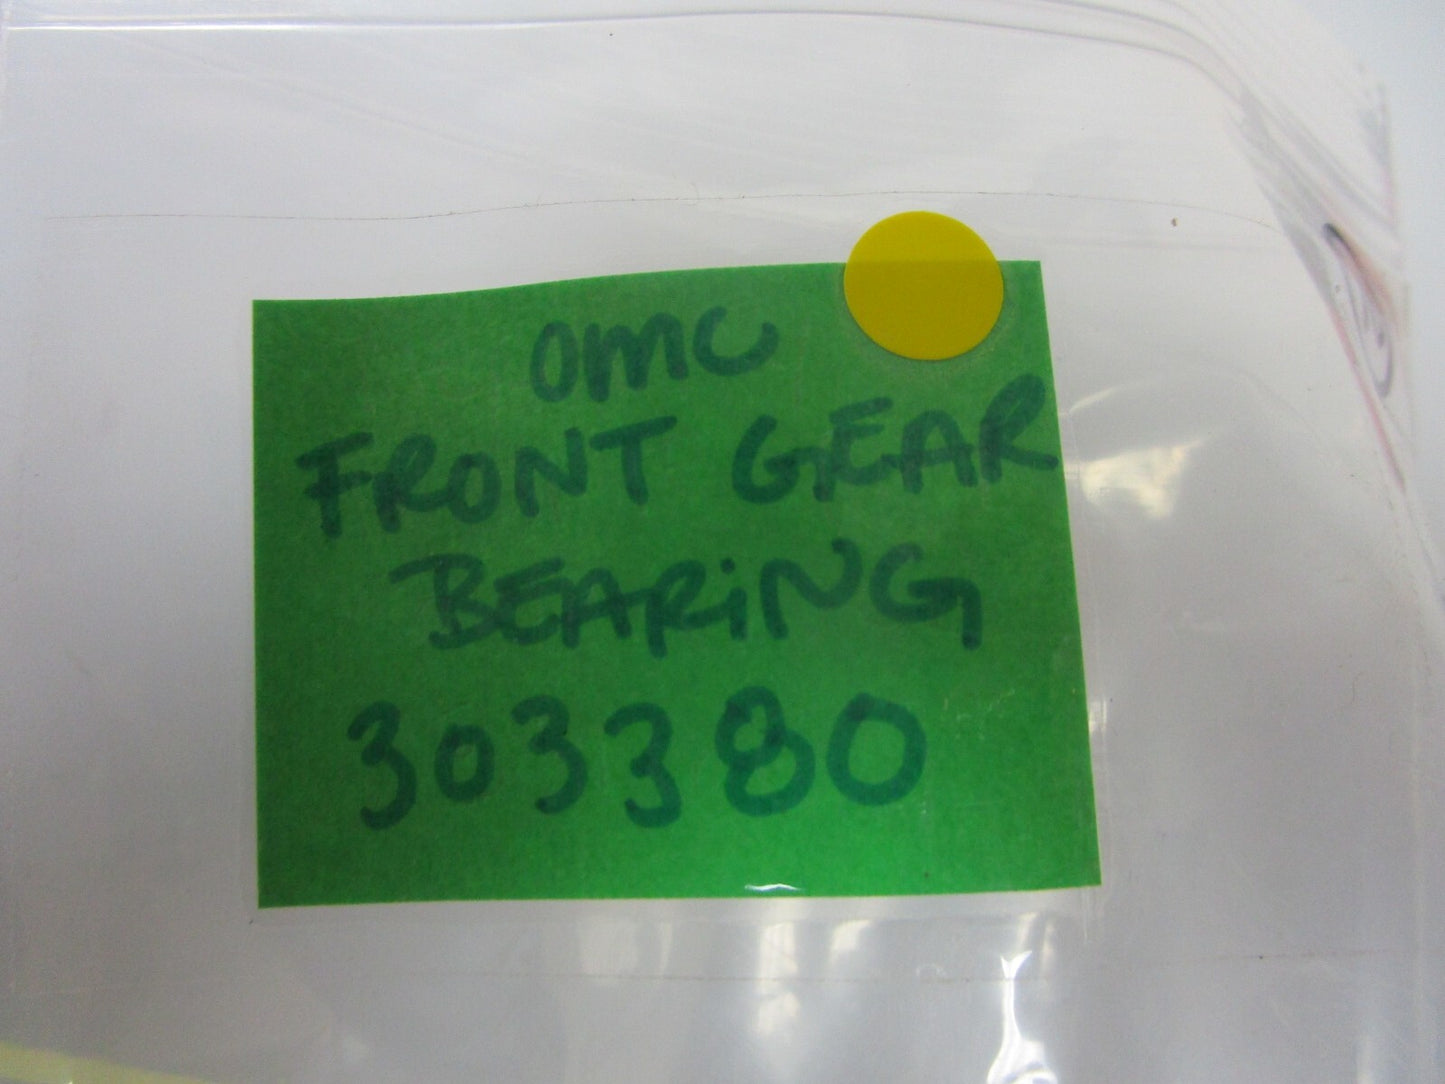 OMC
FRONT GEAR
BEARiNG
303380